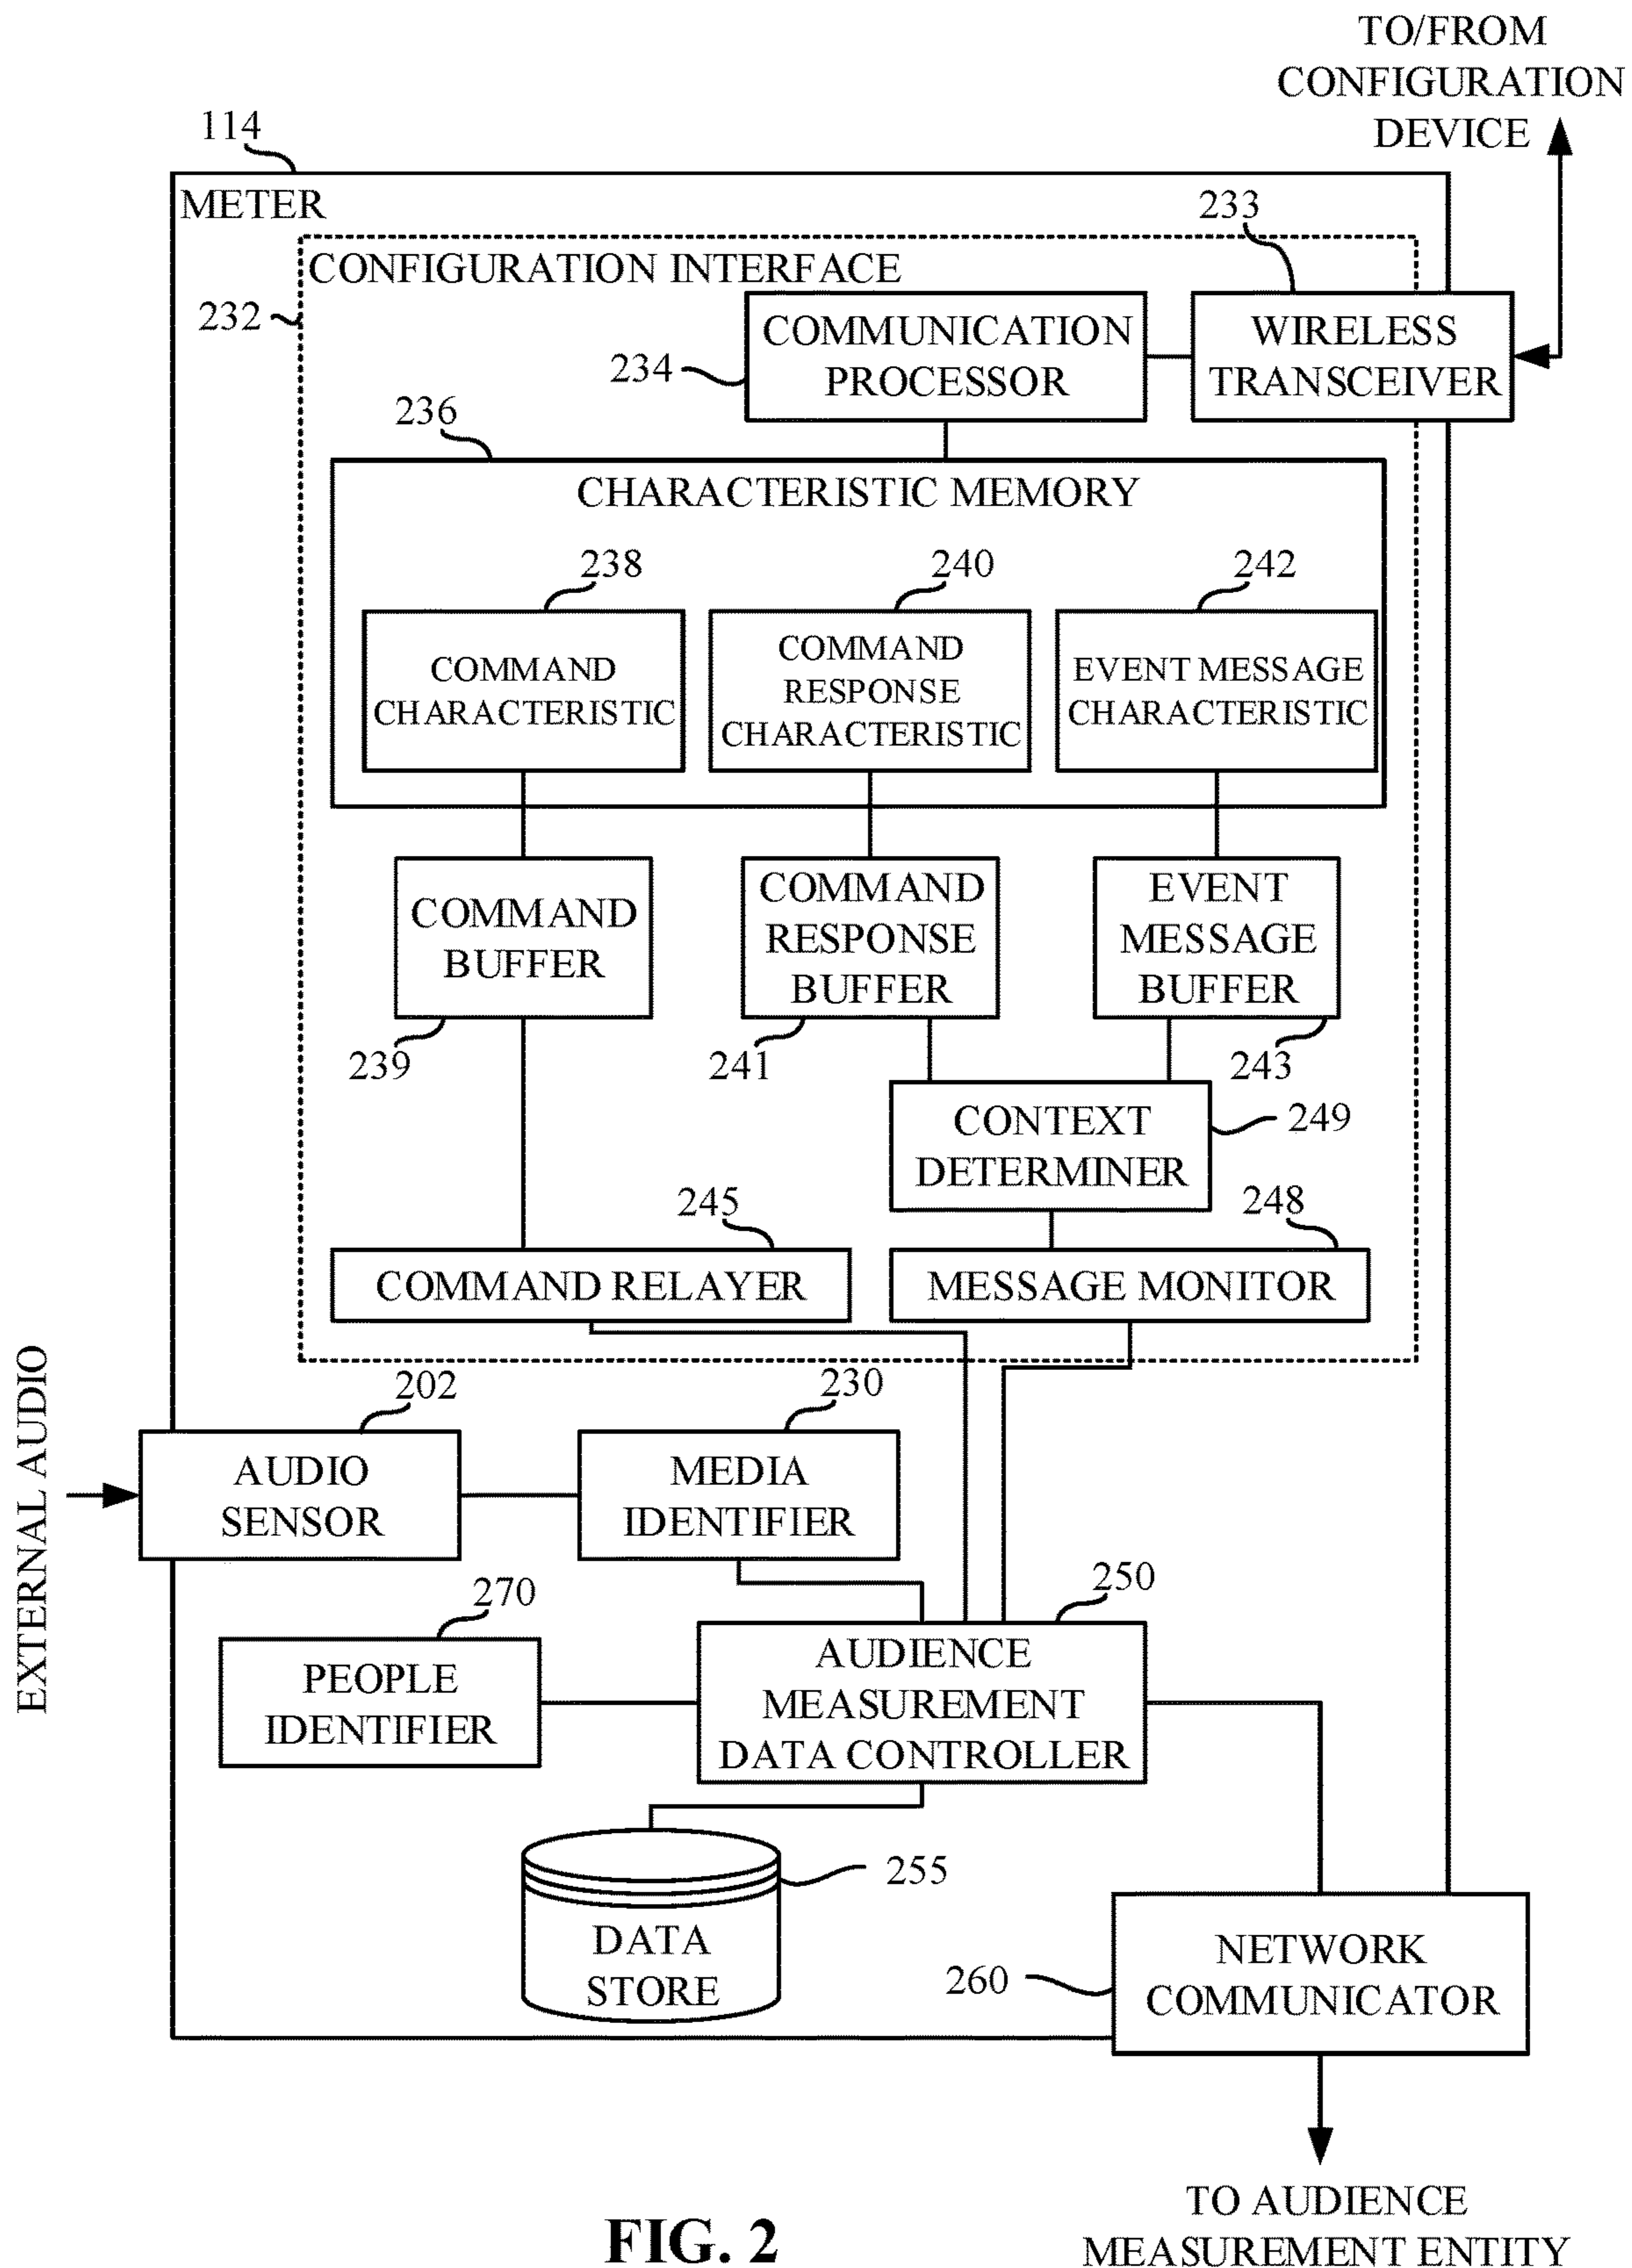 TO/FROM
CONFIGURATION
DEVICE
114
METER
233
CONFIGURATION INTERFACE
232
COMMUNICATION
PROCESSOR
WIRELESS
TRANSCEIVER
234
236
CHARACTERISTIC MEMORY
238
240
242
COMMAND
CHARACTERISTIC
COMMAND
RESPONSE
CHARACTERISTIC
EVENT MESSAGE
CHARACTERISTIC
COMMAND
BUFFER
COMMAND
RESPONSE
BUFFER
EVENT
MESSAGE
BUFFER
239
241
243
CONTEXT
DETERMINER
249
245
248
COMMAND RELAYER
MESSAGE MONITOR
EXTERNAL AUDIO
202
230
AUDIO
SENSOR
MEDIA
IDENTIFIER
270
250
PEOPLE
IDENTIFIER
AUDIENCE
MEASUREMENT
DATA CONTROLLER
255
DATA
STORE
260
NETWORK
COMMUNICATOR
TO AUDIENCE
MEASUREMENT ENTITY
FIG. 2